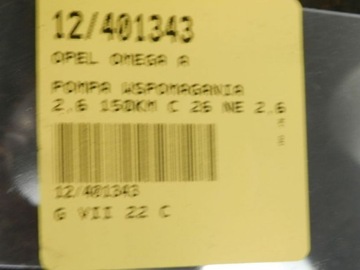 12/401343
OPEL OMEGA A
POMPA WSPOMAGANIA
2.6 150KM C 26 NE 2.6
12/401343
G VII 22 C